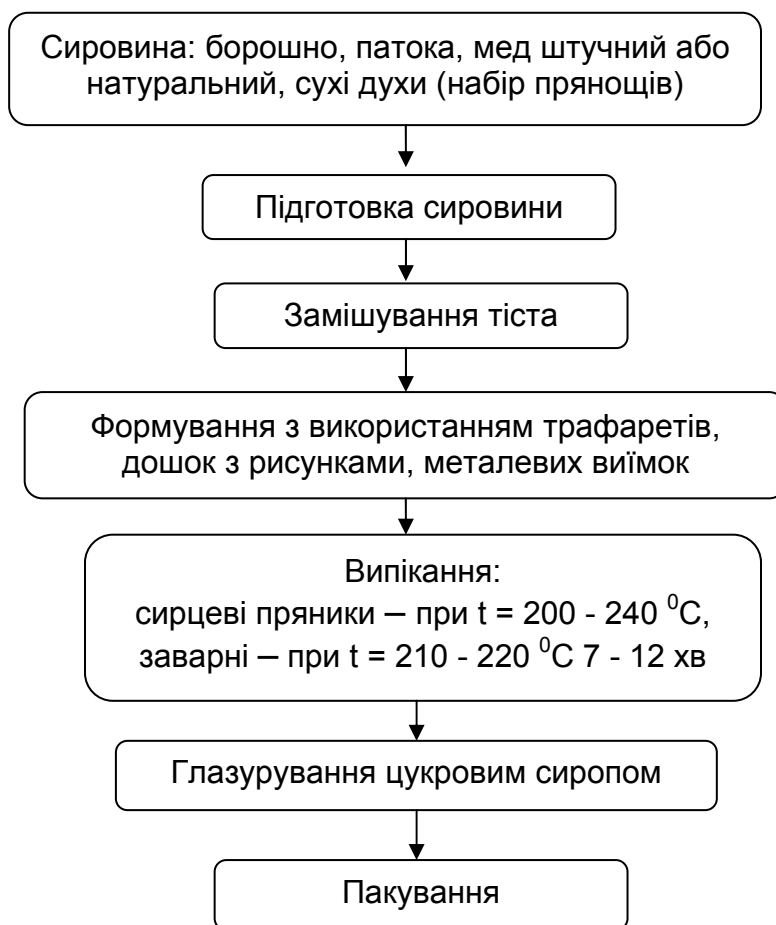 Сировина: борошно, патока, мед штучний або
натуральний, сухі духи (набір прянощів)
Підготовка сировини
Замішування тіста
Формування з використанням трафаретів,
дошок з рисунками, металевих виїмок
Випікання:
сирцеві пряники – при t = 200 - 240 ⁰С,
заварні – при t = 210 - 220 ⁰С 7 - 12 хв
Глазурування цукровим сиропом
Пакування